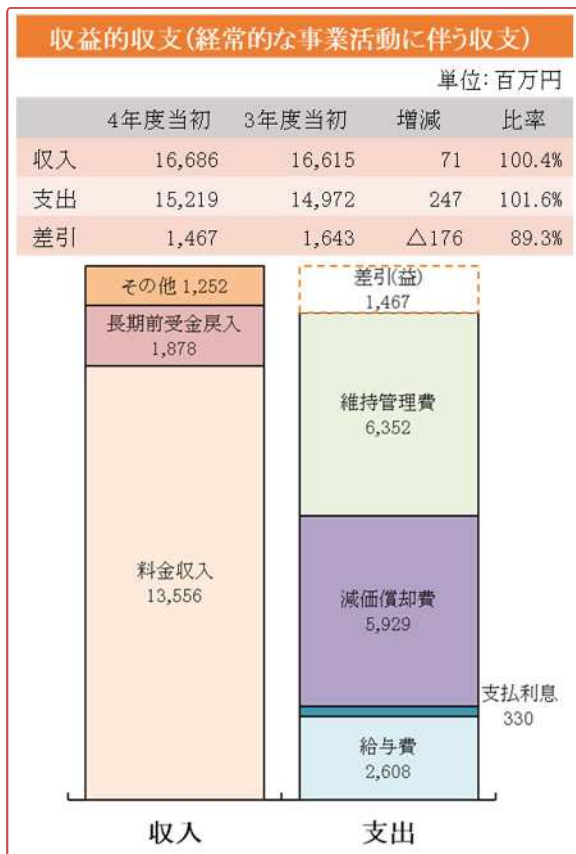 収益的収支(経常的な事業活動に伴う収支)
単位: 百万円
4年度当初 3年度当初 増減 比率
収入 16,686 16,615 71 100.4%
支出 15,219 14,972 247 101.6%
差引 1,467 1,643 △176 89.3%
その他 1,252
長期前受金戻入
1,878
料金収入
13,556
差引(益)
1,467
維持管理費
6,352
減価償却費
5,929
支払利息
330
給与費
2,608
収入
支出